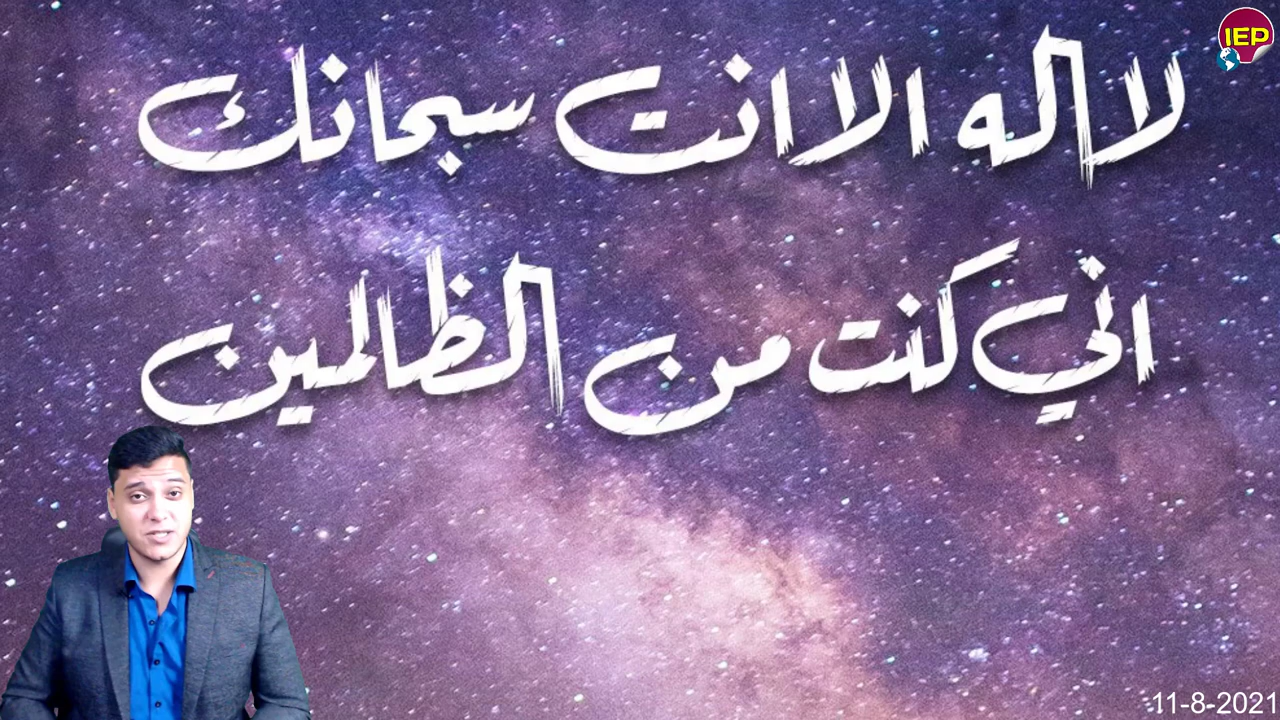 IEP
لا اله الا انت سبحانك
اني كنت من الظالمين
11-8-2021